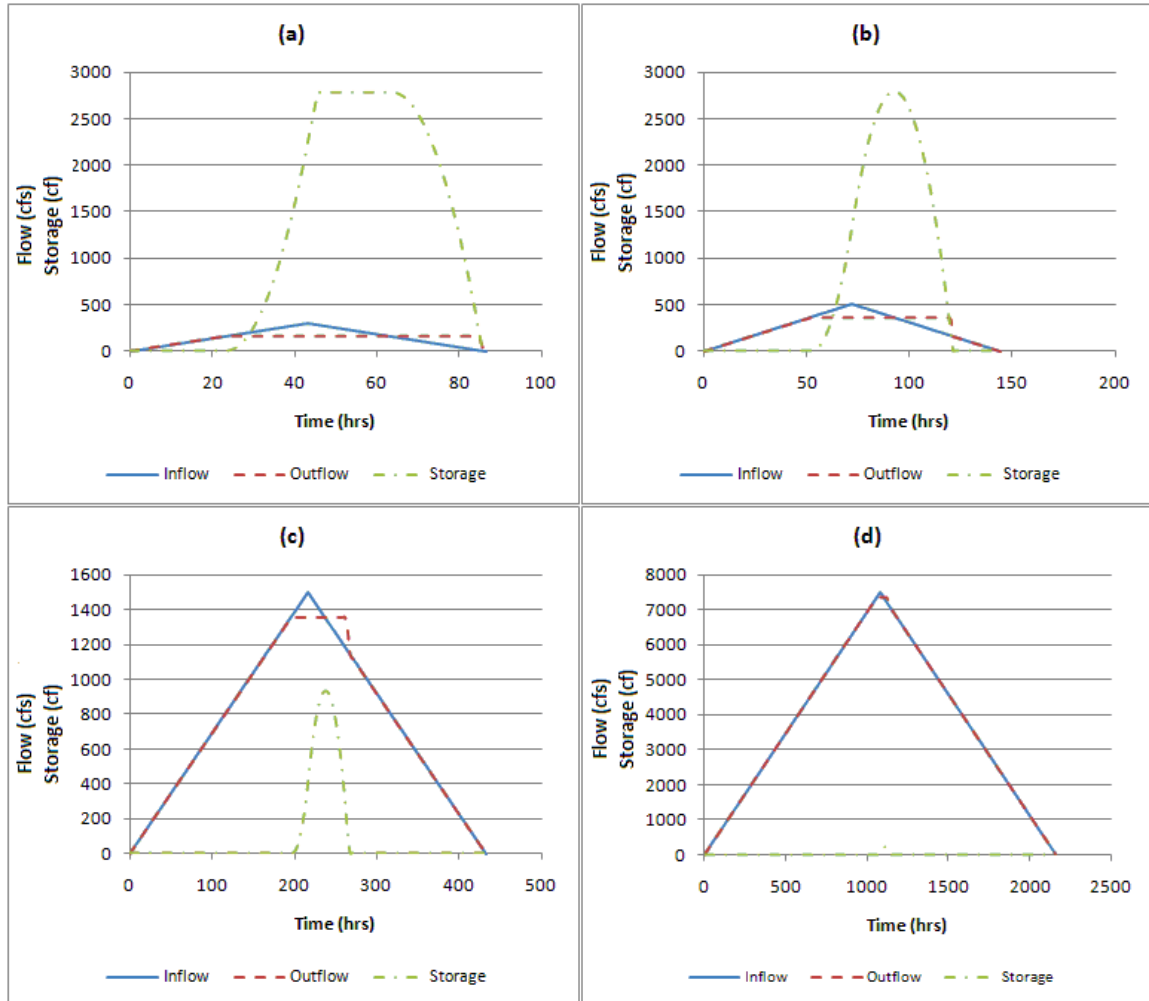 (a)
3000
2500
2000
1500
1000
500
0
Flow (cfs)
Storage (cf)
0 20 40 60 80 100
Time (hrs)
Inflow Outflow Storage
(b)
3000
2500
2000
1500
1000
500
0
Flow (cfs)
Storage (cf)
0 50 100 150 200
Time (hrs)
Inflow Outflow Storage
(c)
1600
1400
1200
1000
800
600
400
200
0
Flow (cfs)
Storage (cf)
0 100 200 300 400 500
Time (hrs)
Inflow Outflow Storage
(d)
8000
7000
6000
5000
4000
3000
2000
1000
0
Flow (cfs)
Storage (cf)
0 500 1000 1500 2000 2500
Time (hrs)
Inflow Outflow Storage